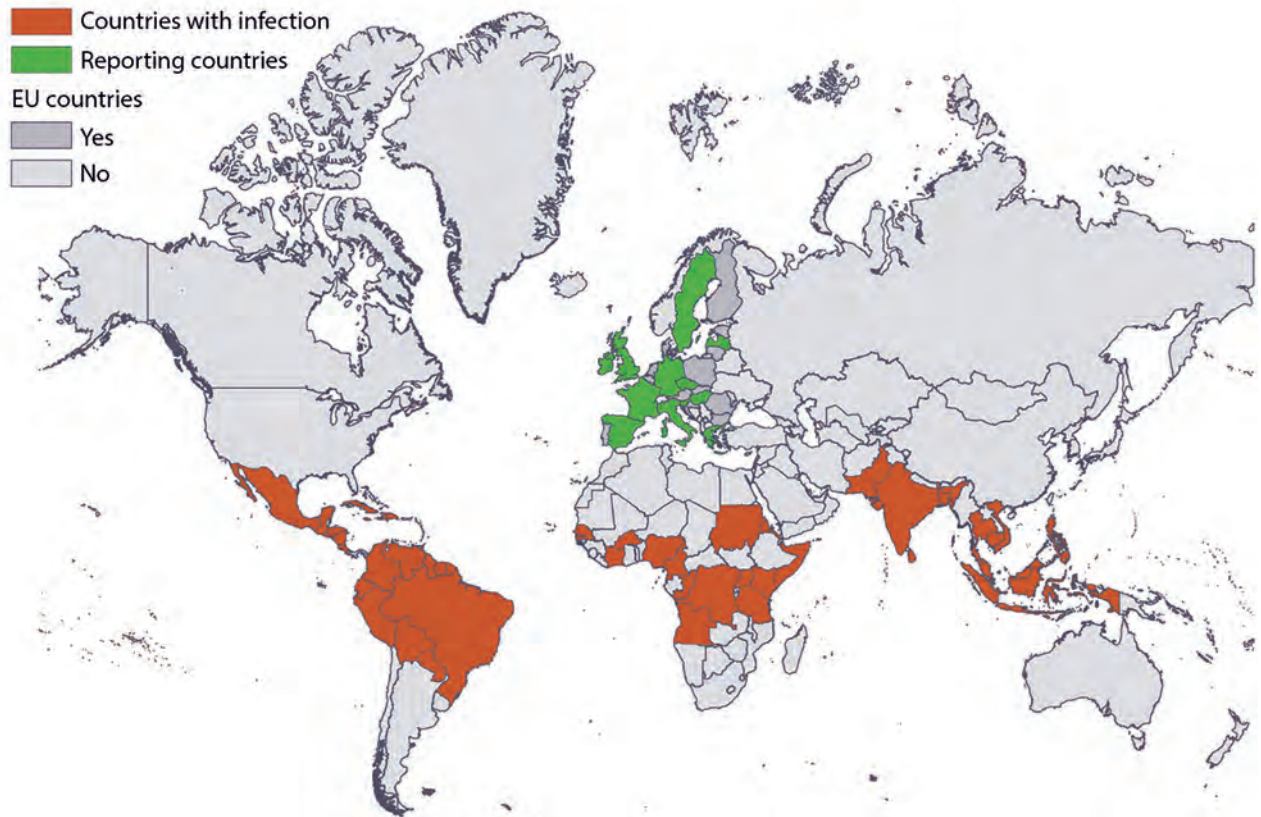 Countries with infection
Reporting countries
EU countries
Yes
No